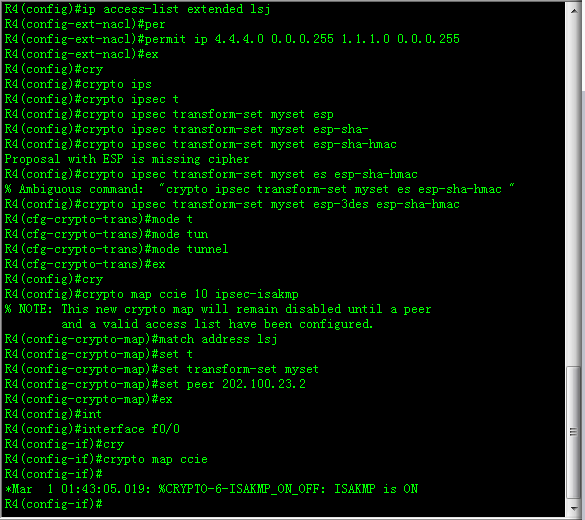 R4(config)#ip access-list extended lsj
R4(config-ext-nacl)#per
R4(config-ext-nacl)#permit ip 4.4.4.0 0.0.0.255 1.1.1.0 0.0.0.255
R4(config-ext-nacl)#ex
R4(config)#cry
R4(config)#crypto ips
R4(config)#crypto ipsec t
R4(config)#crypto ipsec transform-set myset esp
R4(config)#crypto ipsec transform-set myset esp-sha-
R4(config)#crypto ipsec transform-set myset esp-sha-hmac
Proposal with ESP is missing cipher
R4(config)#crypto ipsec transform-set myset es esp-sha-hmac
% Ambiguous command:  "crypto ipsec transform-set myset es esp-sha-hmac "
R4(config)#crypto ipsec transform-set myset esp-3des esp-sha-hmac
R4(cfg-crypto-trans)#mode t
R4(cfg-crypto-trans)#mode tun
R4(cfg-crypto-trans)#mode tunnel
R4(cfg-crypto-trans)#ex
R4(config)#cry
R4(config)#crypto map ccie 10 ipsec-isakmp
% NOTE: This new crypto map will remain disabled until a peer
        and a valid access list have been configured.
R4(config-crypto-map)#match address lsj
R4(config-crypto-map)#set t
R4(config-crypto-map)#set transform-set myset
R4(config-crypto-map)#set peer 202.100.23.2
R4(config-crypto-map)#ex
R4(config)#int
R4(config)#interface f0/0
R4(config-if)#cry
R4(config-if)#crypto map ccie
R4(config-if)#
*Mar  1 01:43:05.019: %CRYPTO-6-ISAKMP_ON_OFF: ISAKMP is ON
R4(config-if)#